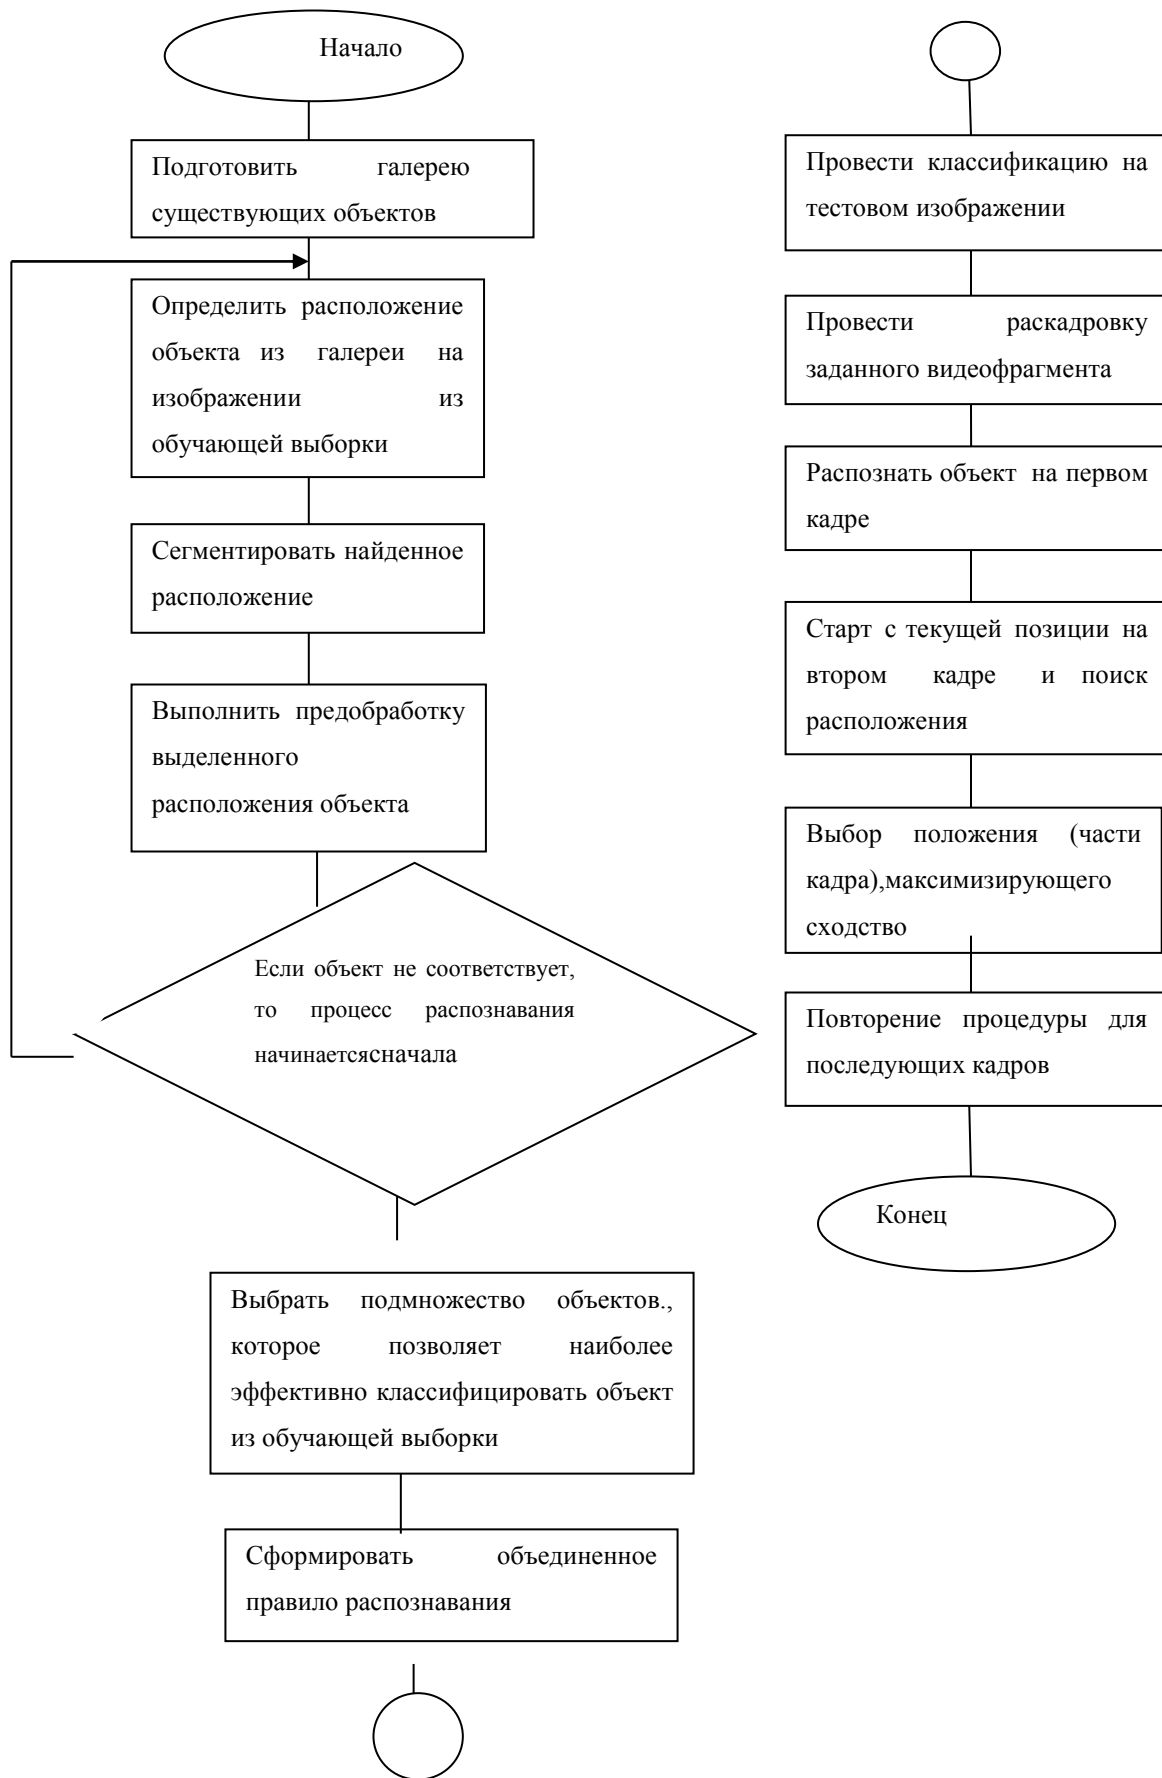 Начало
Подготовить галерею
существующих объектов
Определить расположение
объекта из галереи на
изображении из
обучающей выборки
Сегментировать найденное
расположение
Выполнить предобработку
выделенного
расположения объекта
Если объект не соответствует,
то процесс распознавания
начинаетсясначала
Выбрать подмножество объектов.,
которое позволяет наиболее
эффективно классифицировать объект
из обучающей выборки
Сформировать объединенное
правило распознавания
Провести классификацию на
тестовом изображении
Провести раскадровку
заданного видеофрагмента
Распознать объект на первом
кадре
Старт с текущей позиции на
втором кадре и поиск
расположения
Выбор положения (части
кадра),максимизирующего
сходство
Повторение процедуры для
последующих кадров
Конец